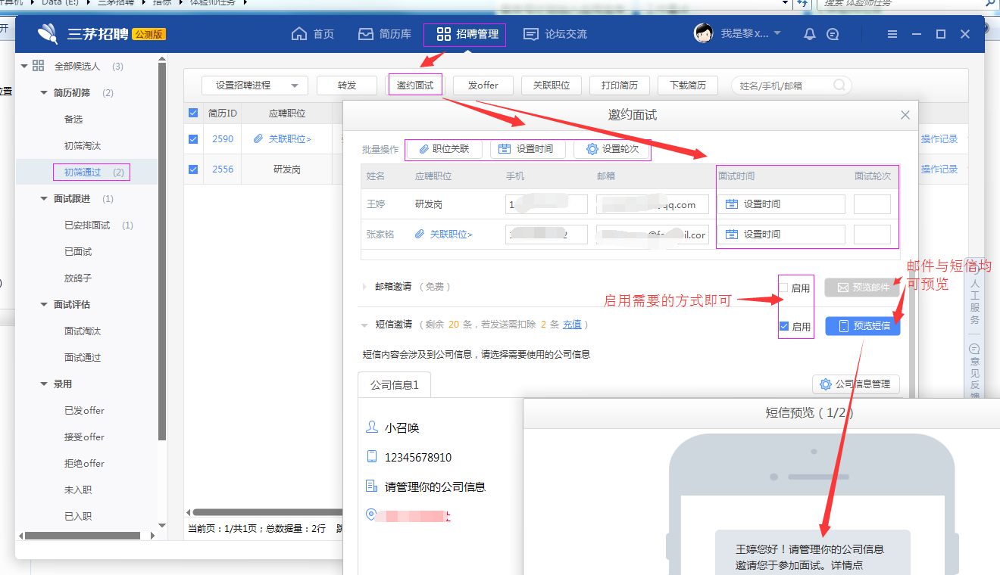 计算机 Data (E:) 三茅招聘 指标 体验师任务
搜索"体验师任务"
开
位置
三茅招聘 公测版
首页 简历库 招聘管理 论坛交流
我是黎x...
全部候选人 (3)
简历初筛 (2)
备选
初筛淘汰
初筛通过 (2)
面试跟进 (1)
已安排面试 (1)
已面试
放鸽子
面试评估
面试淘汰
面试通过
录用
已发offer
接受offer
拒绝offer
未入职
已入职
设置招聘进程 转发 邀约面试 发offer 关联职位 打印简历 下载简历 姓名/手机/邮箱
简历ID 应聘职位
2590 关联职位> 操作记录
2556 研发岗 操作记录
当前页：1/共1页；总数据量：2行
邀约面试
批量操作 职位关联 设置时间 设置轮次
姓名 应聘职位 手机 邮箱 面试时间 面试轮次
王婷 研发岗 1 qq.com 设置时间
张家铭 关联职位> 2 设置时间
邮箱邀请 （免费） 启用 预览邮件
短信邀请 （剩余 20 条，若发送需扣除 2 条 充值） 启用 预览短信
启用需要的方式即可
邮件与短信均
可预览
短信内容会涉及到公司信息，请选择需要使用的公司信息
公司信息1 公司信息管理
小召唤
12345678910
请管理你的公司信息
短信预览（1/2）
王婷您好！请管理你的公司信息
邀请您于参加面试。详情点
人工服务
意见反馈